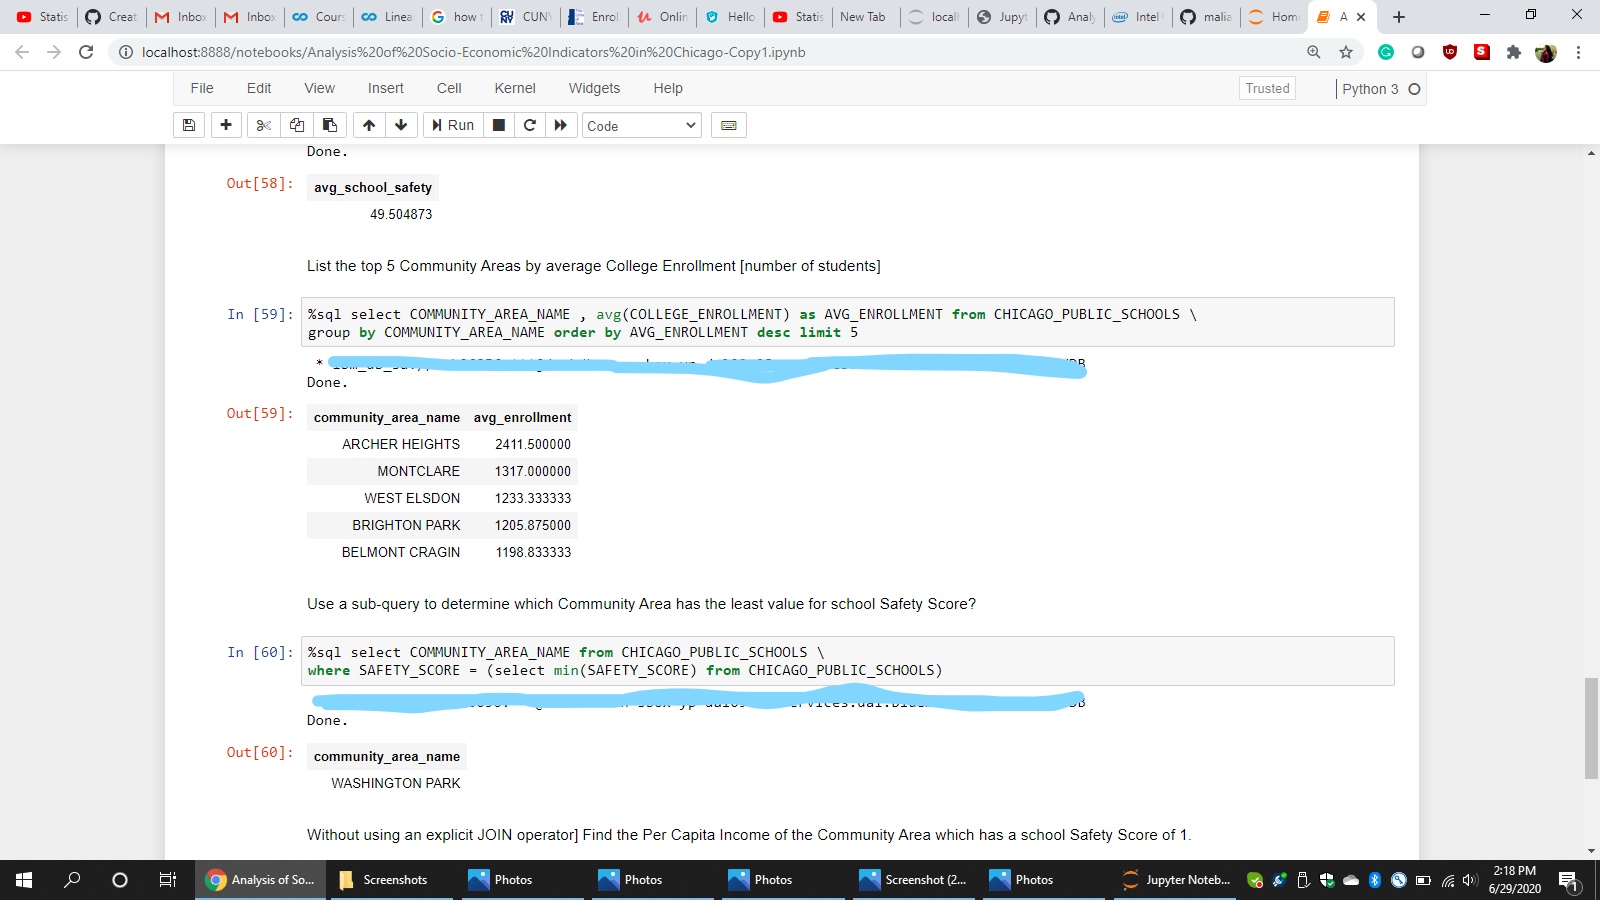 Statis
Creat
Inbox
Inbox
Cours
Linea
how t
CUN
Enrol
Onlin
Hello
Statis
New Tab
locall
Jupyt
Analy
Intel
malia
Hom
A
localhost:8888/notebooks/Analysis%20of%20Socio-Economic%20Indicators%20in%20Chicago-Copy1.ipynb
File Edit View Insert Cell Kernel Widgets Help
Trusted
Python 3
Run
Code
Done.
Out[58]:
avg_school_safety
49.504873
List the top 5 Community Areas by average College Enrollment [number of students]
In [59]: %sql select COMMUNITY_AREA_NAME , avg(COLLEGE_ENROLLMENT) as AVG_ENROLLMENT from CHICAGO_PUBLIC_SCHOOLS \
group by COMMUNITY_AREA_NAME order by AVG_ENROLLMENT desc limit 5
*
Done.
Out[59]:
community_area_name avg_enrollment
ARCHER HEIGHTS 2411.500000
MONTCLARE 1317.000000
WEST ELSDON 1233.333333
BRIGHTON PARK 1205.875000
BELMONT CRAGIN 1198.833333
Use a sub-query to determine which Community Area has the least value for school Safety Score?
In [60]: %sql select COMMUNITY_AREA_NAME from CHICAGO_PUBLIC_SCHOOLS \
where SAFETY_SCORE = (select min(SAFETY_SCORE) from CHICAGO_PUBLIC_SCHOOLS)
Done.
Out[60]:
community_area_name
WASHINGTON PARK
Without using an explicit JOIN operator] Find the Per Capita Income of the Community Area which has a school Safety Score of 1.
Analysis of So...
Screenshots
Photos
Photos
Photos
Screenshot (2...
Photos
Jupyter Noteb...
2:18 PM
6/29/2020
1